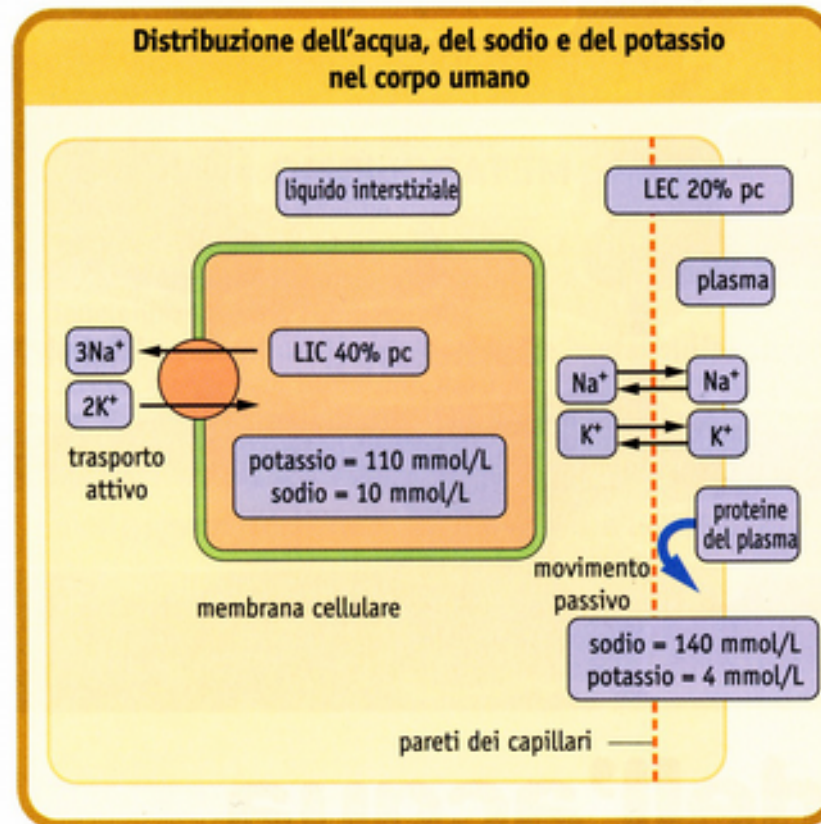 Distribuzione dell'acqua, del sodio e del potassio
nel corpo umano
liquido interstiziale
LEC 20% pc
plasma
3Na⁺
2K⁺
trasporto
attivo
LIC 40% pc
potassio = 110 mmol/L
sodio = 10 mmol/L
Na⁺
Na⁺
K⁺
K⁺
proteine
del plasma
movimento
passivo
membrana cellulare
sodio = 140 mmol/L
potassio = 4 mmol/L
pareti dei capillari